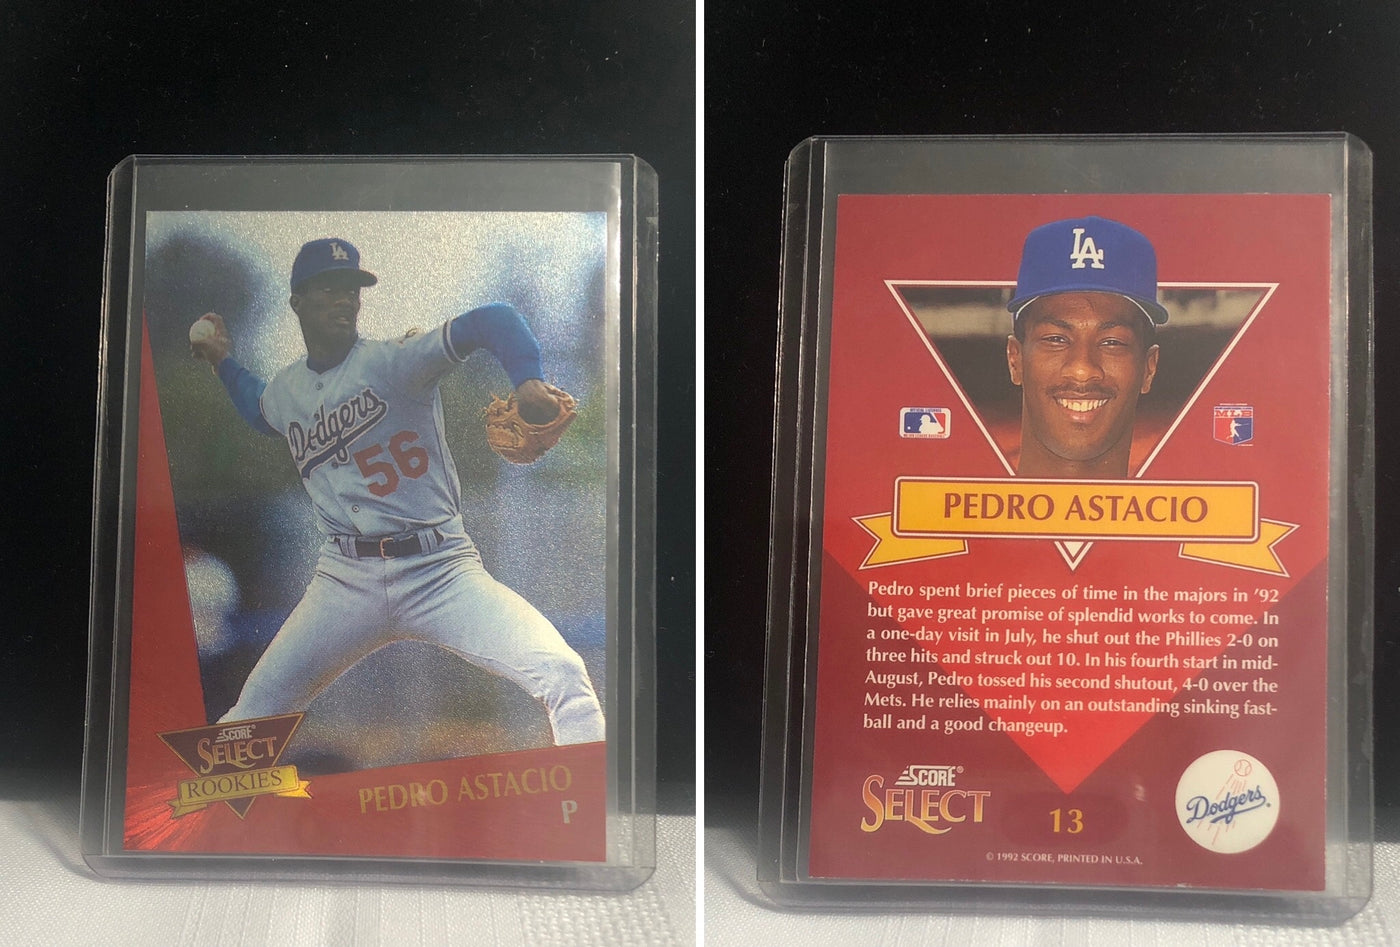 LA
Dodgers
56
SCORE®
SELECT
ROOKIES
PEDRO ASTACIO
P
LA
MLB
PEDRO ASTACIO
Pedro spent brief pieces of time in the majors in '92
but gave great promise of splendid works to come. In
a one-day visit in July, he shut out the Phillies 2-0 on
three hits and struck out 10. In his fourth start in mid-
August, Pedro tossed his second shutout, 4-0 over the
Mets. He relies mainly on an outstanding sinking fast-
ball and a good changeup.
SCORE®
SELECT
13
Dodgers
© 1992 SCORE, PRINTED IN U.S.A.